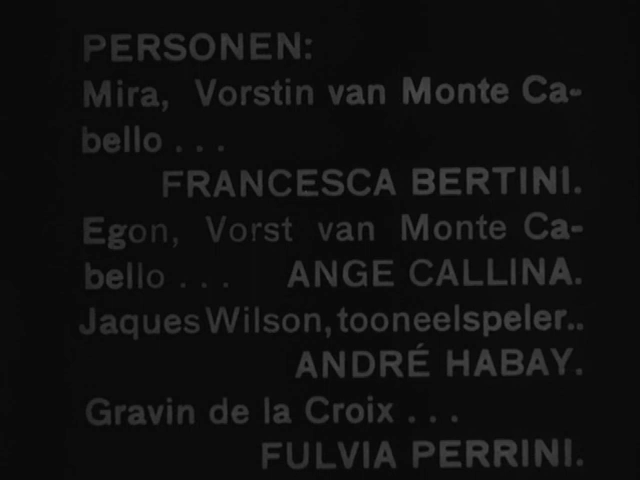 PERSONEN:
Mira, Vorstin van Monte Ca-
bello . . .
FRANCESCA BERTINI.
Egon, Vorst van Monte Ca-
bello . . . ANGE CALLINA.
Jaques Wilson, tooneelspeler..
ANDRÉ HABAY.
Gravin de la Croix . . .
FULVIA PERRINI.